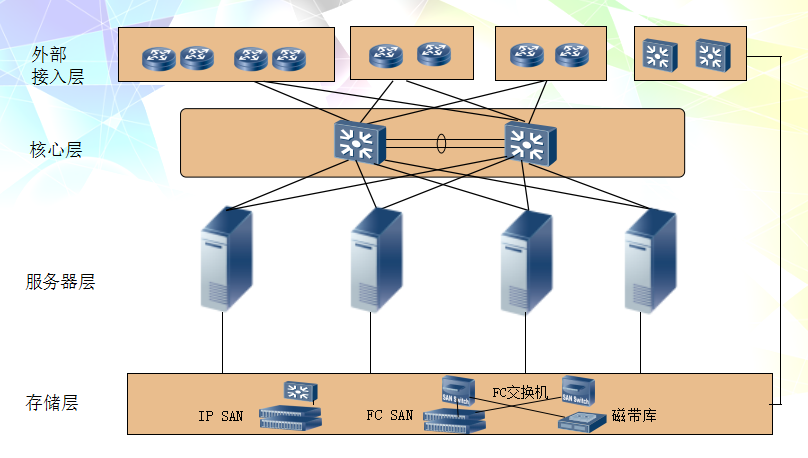 外部
接入层
核心层
服务器层
存储层
IP SAN
FC SAN
SAN Switch
FC交换机
SAN Switch
磁带库